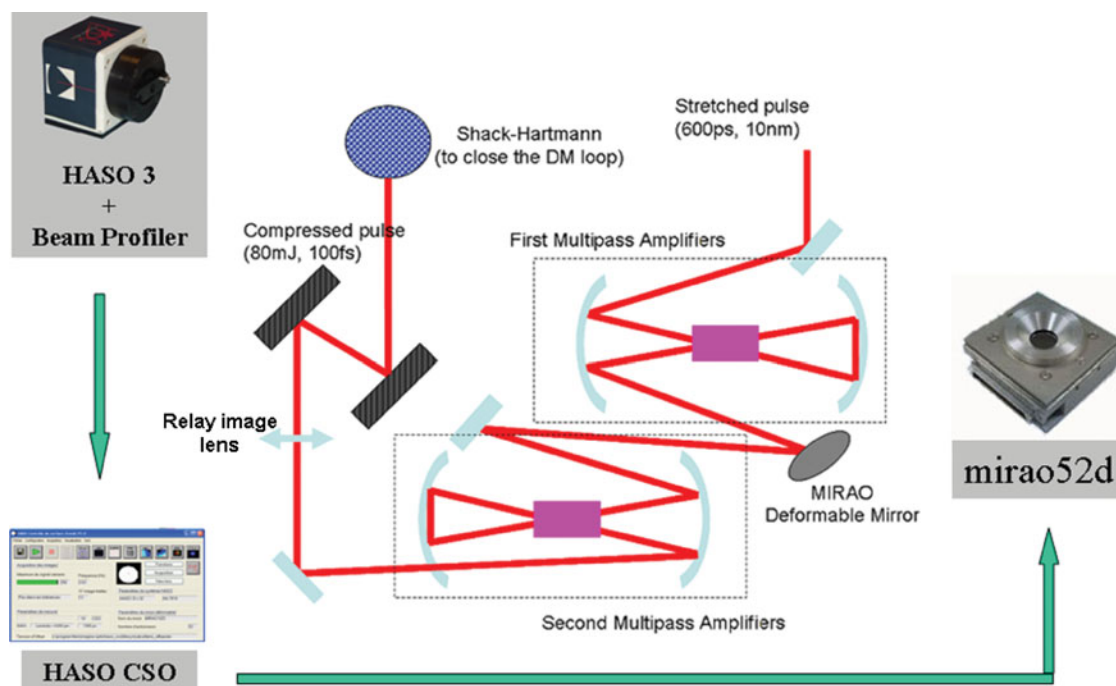 HASO 3
+
Beam Profiler
Shack-Hartmann
(to close the DM loop)
Stretched pulse
(600ps, 10nm)
Compressed pulse
(80mJ, 100fs)
First Multipass Amplifiers
Relay image
lens
MIRAO
Deformable Mirror
mirao52d
Second Multipass Amplifiers
HASO CSO